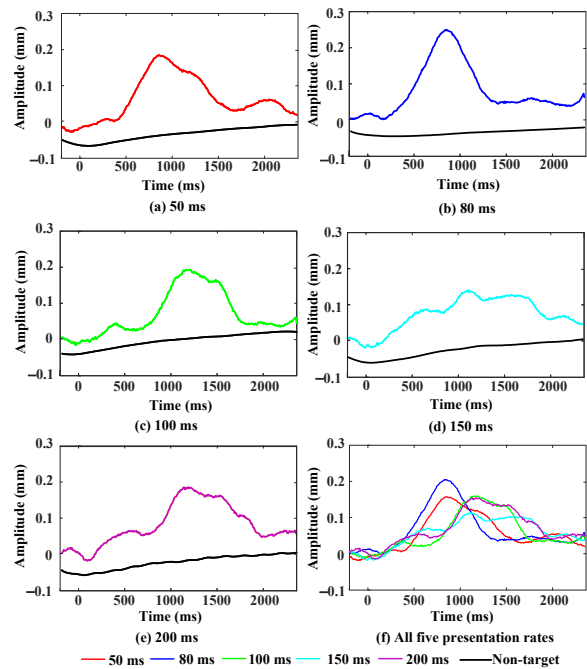 0.3
0.2
0.1
0
−0.1
Amplitude (mm)
0 500 1000 1500 2000
Time (ms)
(a) 50 ms
0.3
0.2
0.1
0
−0.1
Amplitude (mm)
0 500 1000 1500 2000
Time (ms)
(b) 80 ms
0.3
0.2
0.1
0
−0.1
Amplitude (mm)
0 500 1000 1500 2000
Time (ms)
(c) 100 ms
0.3
0.2
0.1
0
−0.1
Amplitude (mm)
0 500 1000 1500 2000
Time (ms)
(d) 150 ms
0.3
0.2
0.1
0
−0.1
Amplitude (mm)
0 500 1000 1500 2000
Time (ms)
(e) 200 ms
0.3
0.2
0.1
0
−0.1
Amplitude (mm)
0 500 1000 1500 2000
Time (ms)
(f) All five presentation rates
50 ms 80 ms 100 ms 150 ms 200 ms Non-target